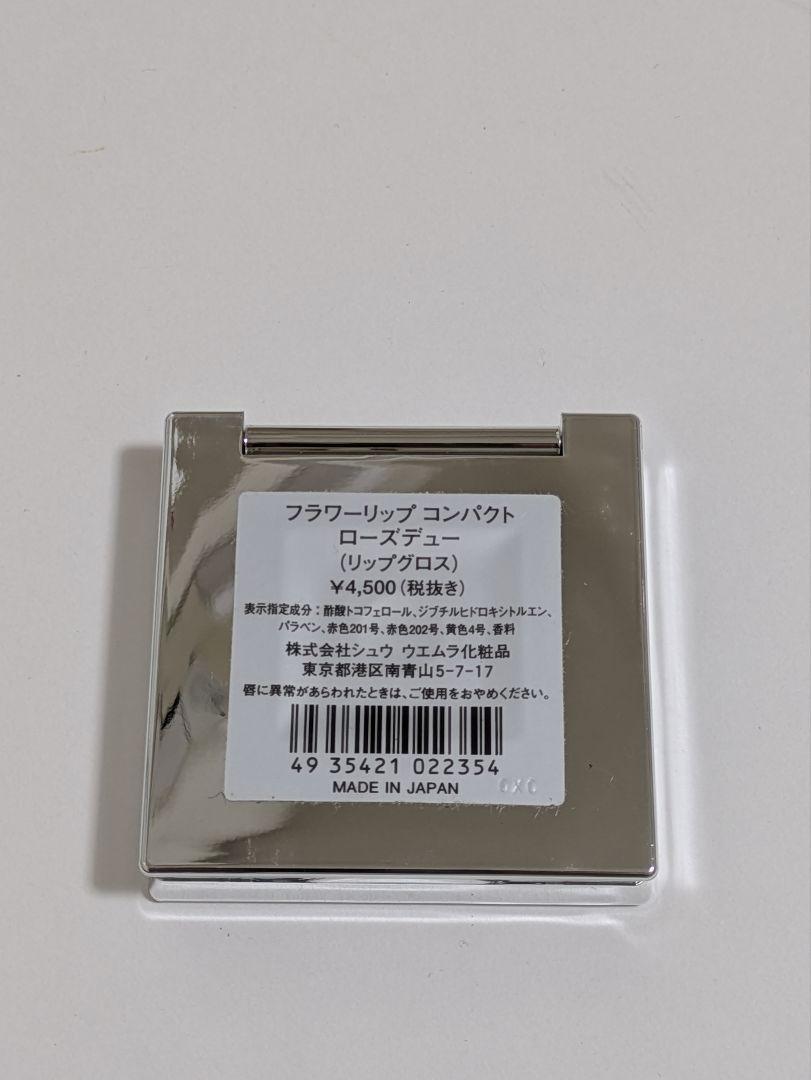 フラワーリップ コンパクト
ローズデュー
(リップグロス)
¥4,500(税抜き)
表示指定成分:酢酸トコフェロール、ジブチルヒドロキシトルエン、
パラベン、赤色201号、赤色202号、黄色4号、香料
株式会社シュウ ウエムラ化粧品
東京都港区南青山5-7-17
唇に異常があらわれたときは、ご使用をおやめください。
49 35421 022354
MADE IN JAPAN